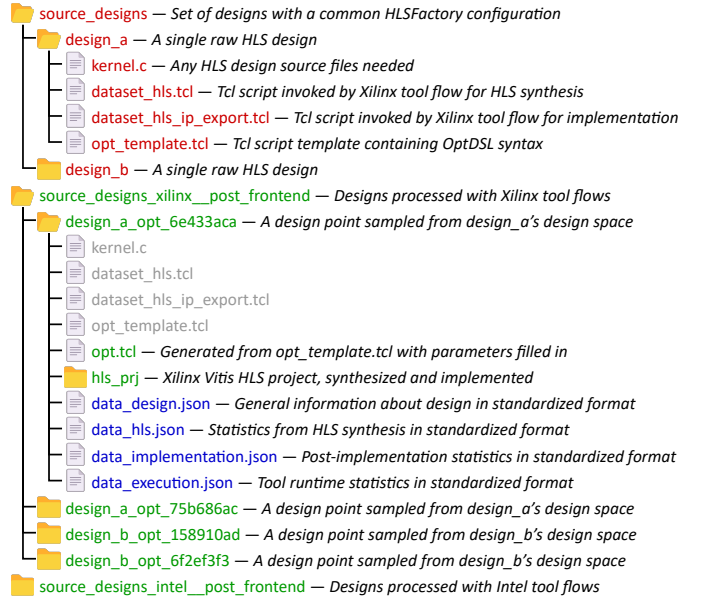 source_designs — Set of designs with a common HLSFactory configuration
design_a — A single raw HLS design
kernel.c — Any HLS design source files needed
dataset_hls.tcl — Tcl script invoked by Xilinx tool flow for HLS synthesis
dataset_hls_ip_export.tcl — Tcl script invoked by Xilinx tool flow for implementation
opt_template.tcl — Tcl script template containing OptDSL syntax
design_b — A single raw HLS design
source_designs_xilinx__post_frontend — Designs processed with Xilinx tool flows
design_a_opt_6e433aca — A design point sampled from design_a’s design space
kernel.c
dataset_hls.tcl
dataset_hls_ip_export.tcl
opt_template.tcl
opt.tcl — Generated from opt_template.tcl with parameters filled in
hls_prj — Xilinx Vitis HLS project, synthesized and implemented
data_design.json — General information about design in standardized format
data_hls.json — Statistics from HLS synthesis in standardized format
data_implementation.json — Post-implementation statistics in standardized format
data_execution.json — Tool runtime statistics in standardized format
design_a_opt_75b686ac — A design point sampled from design_a’s design space
design_b_opt_158910ad — A design point sampled from design_b’s design space
design_b_opt_6f2ef3f3 — A design point sampled from design_b’s design space
source_designs_intel__post_frontend — Designs processed with Intel tool flows